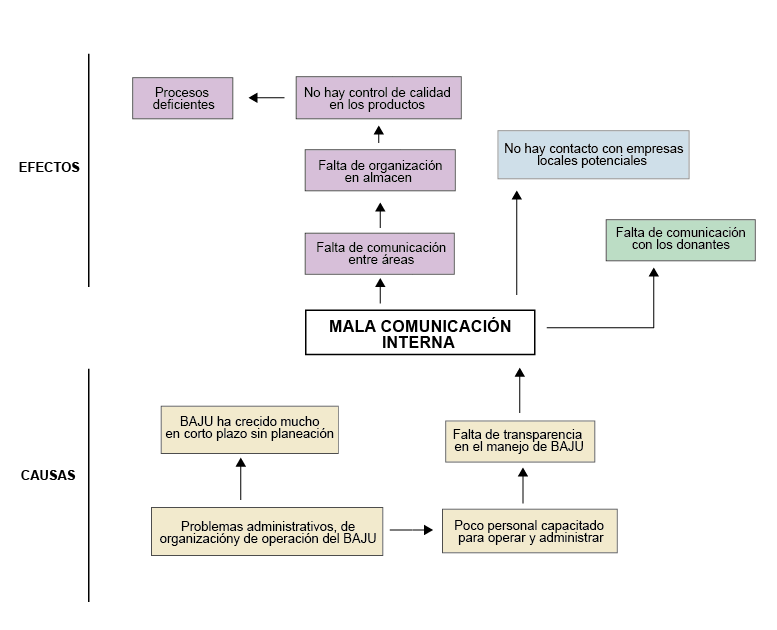 EFECTOS
Procesos
deficientes
No hay control de calidad
en los productos
Falta de organización
en almacen
No hay contacto con empresas
locales potenciales
Falta de comunicación
entre áreas
Falta de comunicación
con los donantes
MALA COMUNICACIÓN
INTERNA
CAUSAS
BAJU ha crecido mucho
en corto plazo sin planeación
Falta de transparencia
en el manejo de BAJU
Problemas administrativos, de
organizacióny de operación del BAJU
Poco personal capacitado
para operar y administrar